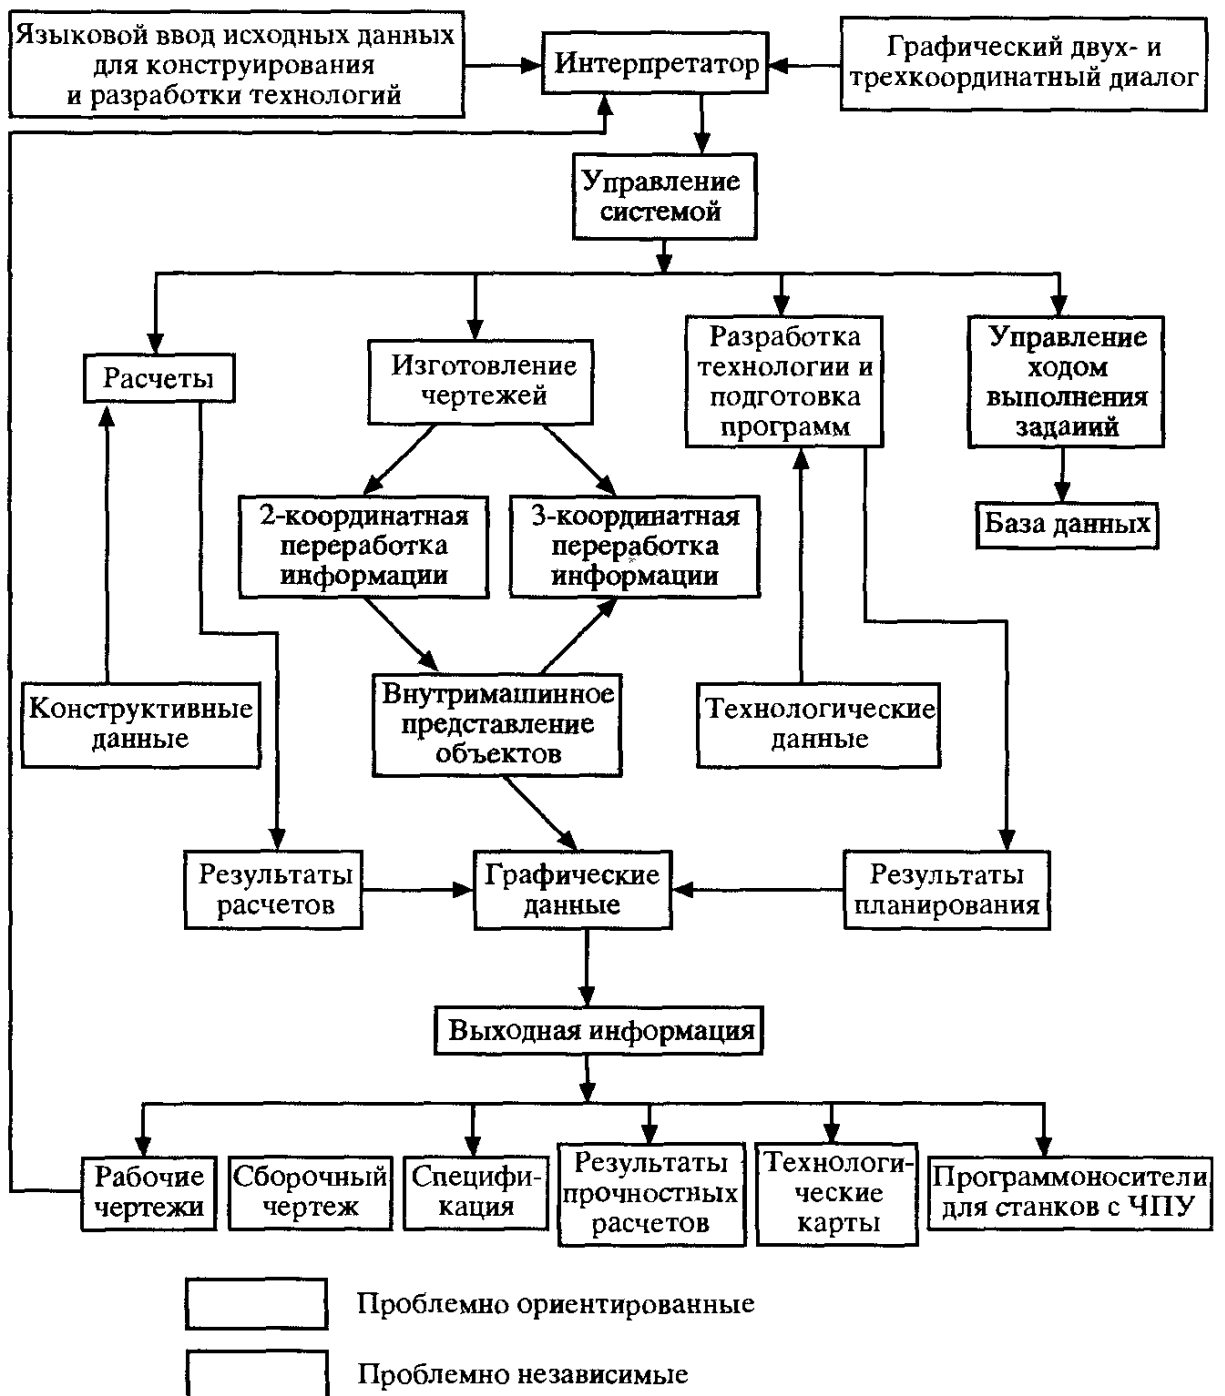 Языковой ввод исходных данных
для конструирования
и разработки технологий
Интерпретатор
Графический двух- и
трехкоординатный диалог
Управление
системой
Расчеты
Изготовление
чертежей
Разработка
технологии и
подготовка
программ
Управление
ходом
выполнения
заданий
2-координатная
переработка
информации
3-координатная
переработка
информации
База данных
Конструктивные
данные
Внутримашинное
представление
объектов
Технологические
данные
Результаты
расчетов
Графические
данные
Результаты
планирования
Выходная информация
Рабочие
чертежи
Сборочный
чертеж
Специфи-
кация
Результаты
прочностных
расчетов
Технологи-
ческие
карты
Программоносители
для станков с ЧПУ
Проблемно ориентированные
Проблемно независимые